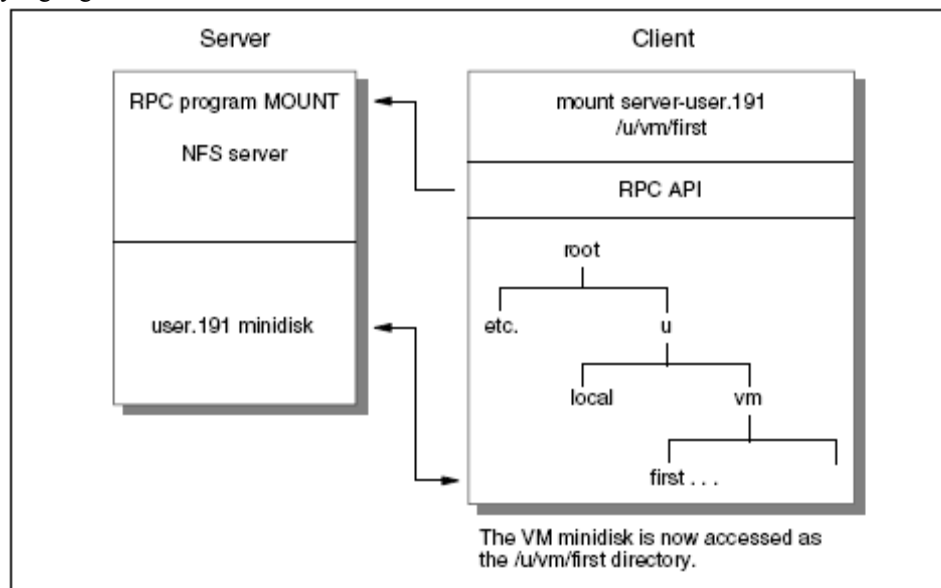 Server
Client
RPC program MOUNT
NFS server
mount server-user.191
/u/vm/first
RPC API
user.191 minidisk
root
etc.
u
local
vm
first . . .
The VM minidisk is now accessed as
the /u/vm/first directory.